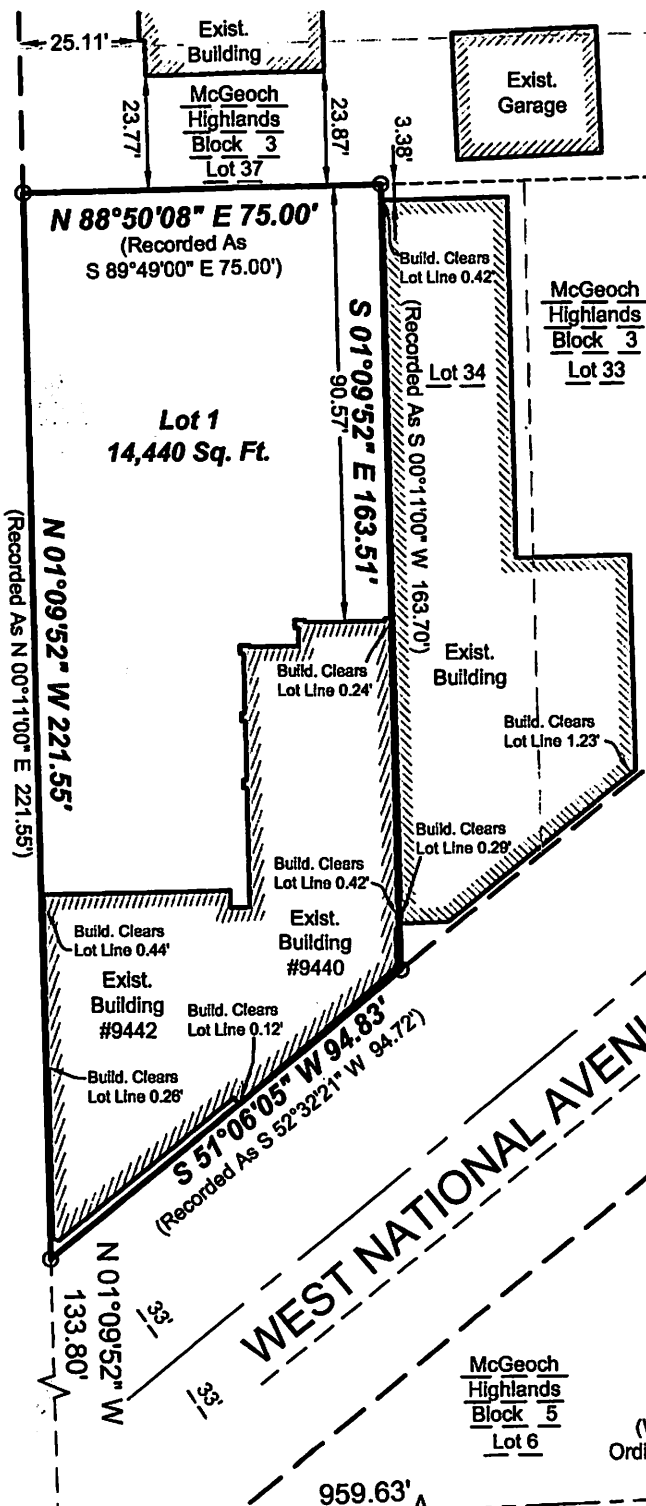 25.11'
Exist.
Building
Exist.
Garage
23.77'
McGeoch
Highlands
Block 3
Lot 37
23.87'
3.38'
N 88°50'08" E 75.00'
(Recorded As
S 89°49'00" E 75.00')
Build. Clears
Lot Line 0.42'
McGeoch
Highlands
Block 3
Lot 33
Lot 34
S 01°09'52" E 163.51'
90.57'
(Recorded As S 00°11'00" W 163.70')
Lot 1
14,440 Sq. Ft.
N 01°09'52" W 221.55'
(Recorded As N 00°11'00" E 221.55')
Build. Clears
Lot Line 0.24'
Exist.
Building
Build. Clears
Lot Line 1.23'
Build. Clears
Lot Line 0.29'
Build. Clears
Lot Line 0.42'
Exist.
Building
#9440
Build. Clears
Lot Line 0.44'
Exist.
Building
#9442
Build. Clears
Lot Line 0.12'
Build. Clears
Lot Line 0.26'
S 51°06'05" W 94.83'
(Recorded As S 52°32'21" W 94.72')
WEST NATIONAL AVENU
N 01°09'52" W
133.80'
33'
33'
McGeoch
Highlands
Block 5
Lot 6
(
Ordi
959.63'